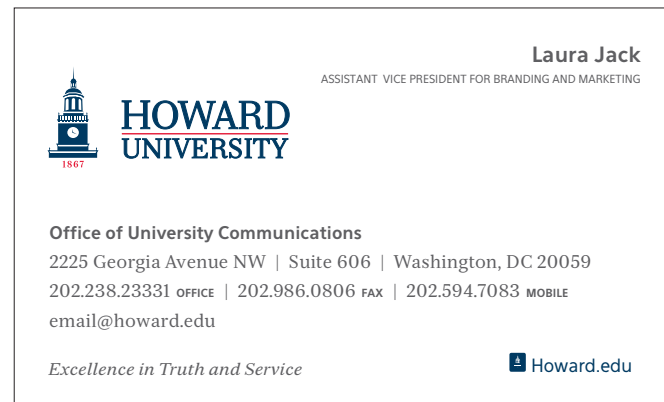 Laura Jack
ASSISTANT VICE PRESIDENT FOR BRANDING AND MARKETING
HOWARD
UNIVERSITY
1867
Office of University Communications
2225 Georgia Avenue NW | Suite 606 | Washington, DC 20059
202.238.23331 OFFICE | 202.986.0806 FAX | 202.594.7083 MOBILE
email@howard.edu
Excellence in Truth and Service
Howard.edu